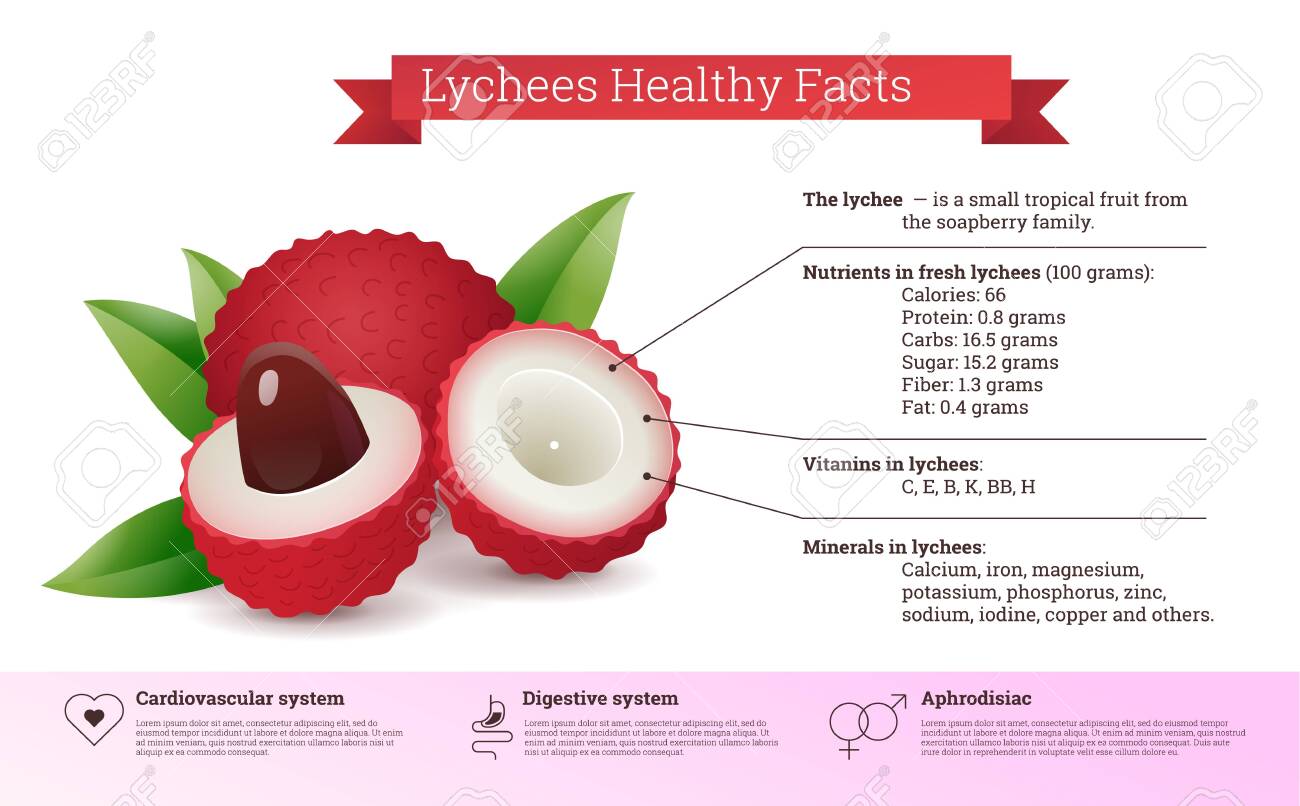 Lychees Healthy Facts
The lychee — is a small tropical fruit from
the soapberry family.
Nutrients in fresh lychees (100 grams):
Calories: 66
Protein: 0.8 grams
Carbs: 16.5 grams
Sugar: 15.2 grams
Fiber: 1.3 grams
Fat: 0.4 grams
Vitanins in lychees:
C, E, B, K, BB, H
Minerals in lychees:
Calcium, iron, magnesium,
potassium, phosphorus, zinc,
sodium, iodine, copper and others.
Cardiovascular system
Lorem ipsum dolor sit amet, consectetur adipiscing elit, sed do
eiusmod tempor incididunt ut labore et dolore magna aliqua. Ut enim
ad minim veniam, quis nostrud exercitation ullamco laboris nisi ut
aliquip ex ea commodo consequat.
Digestive system
Lorem ipsum dolor sit amet, consectetur adipiscing elit, sed do
eiusmod tempor incididunt ut labore et dolore magna aliqua. Ut enim
ad minim veniam, quis nostrud exercitation ullamco laboris nisi ut
aliquip ex ea commodo consequat.
Aphrodisiac
Lorem ipsum dolor sit amet, consectetur adipiscing elit, sed do eiusmod tempor
incididunt ut labore et dolore magna aliqua. Ut enim ad minim veniam, quis nostrud
exercitation ullamco laboris nisi ut aliquip ex ea commodo consequat. Duis aute
irure dolor in reprehenderit in voluptate velit esse cillum dolore eu.
123RF